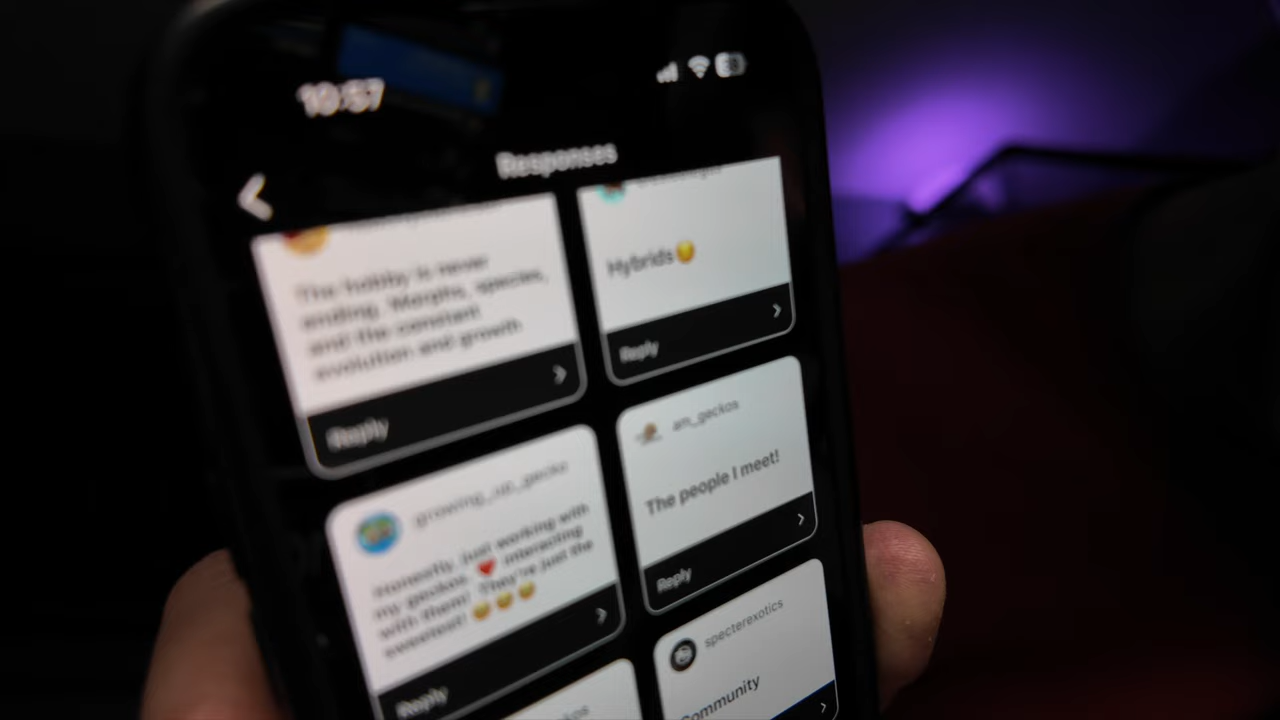 10:57
Responses
The hobby is never
ending. Morphs, species,
and the constant
evolution and growth
Reply
Hybrids
Reply
growing_up_gecko
Honestly, just working with
my geckos. interacting
with them! They're just the
sweetest!
Reply
am_geckos
The people I meet!
Reply
specterexotics
Community